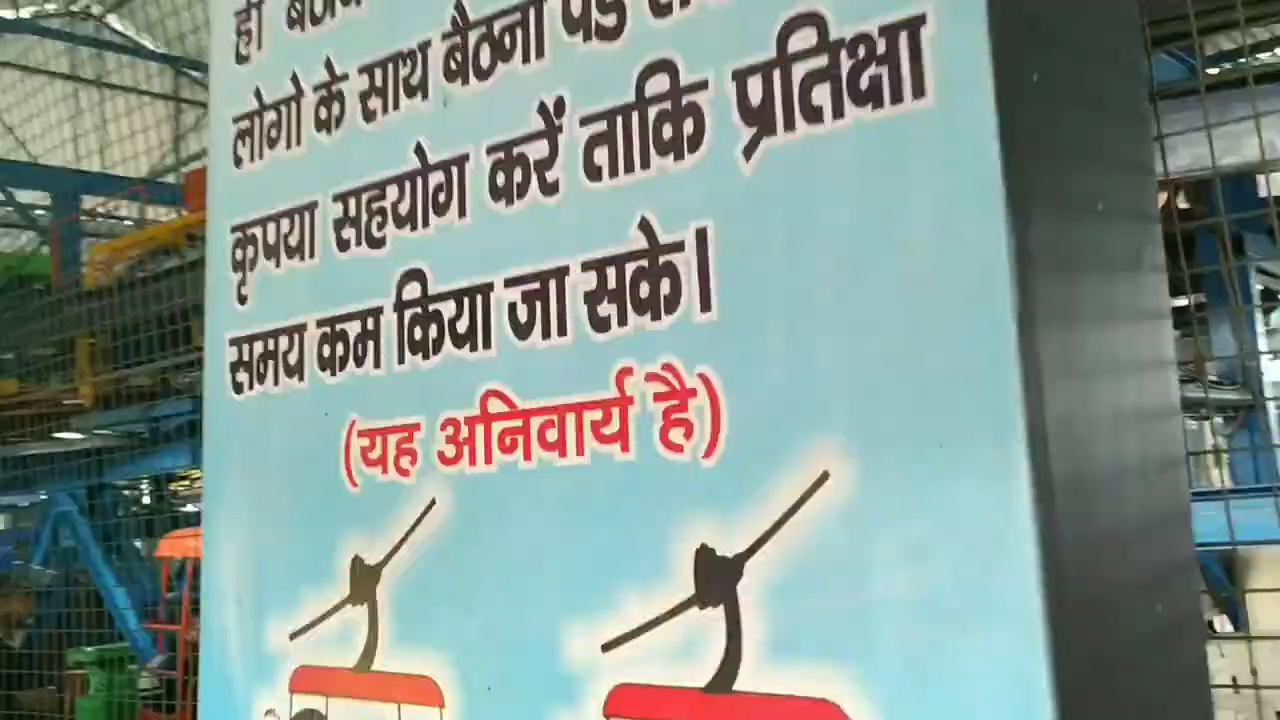 ही
लोगो के साथ बैठना पड़
कृपया सहयोग करें ताकि प्रतिक्षा
समय कम किया जा सके।
(यह अनिवार्य है)